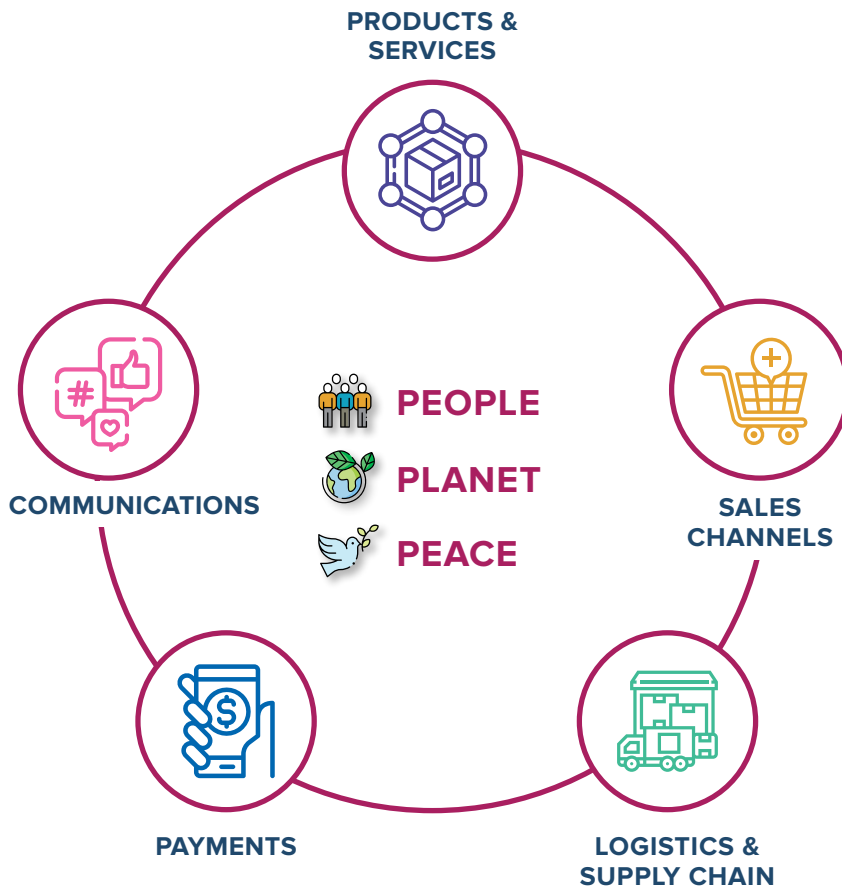 PRODUCTS &
SERVICES
#
PEOPLE
PLANET
PEACE
COMMUNICATIONS
SALES
CHANNELS
$
PAYMENTS
LOGISTICS &
SUPPLY CHAIN